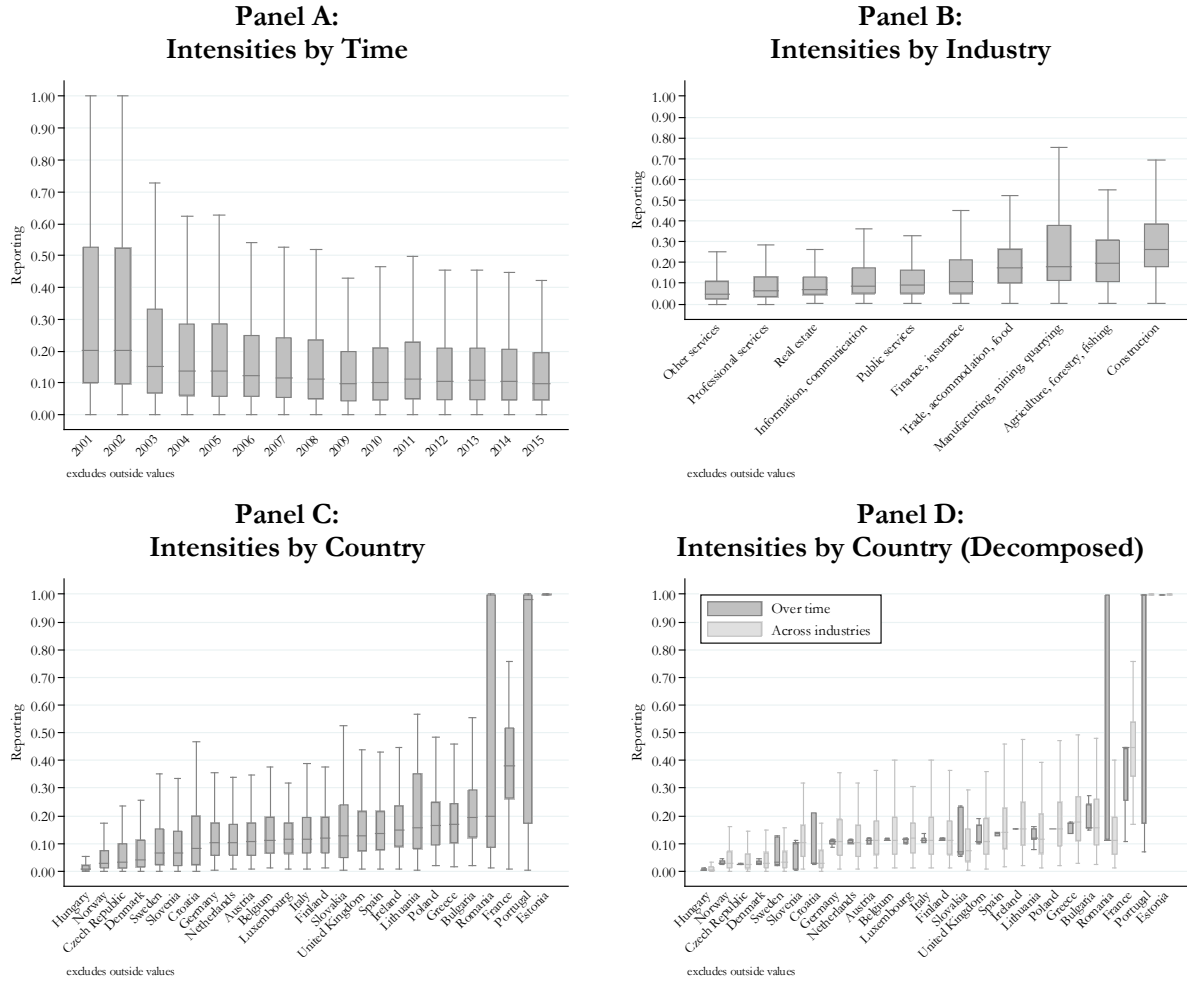 Panel A:
Intensities by Time
Reporting
1.00
0.90
0.80
0.70
0.60
0.50
0.40
0.30
0.20
0.10
0.00
2001
2002
2003
2004
2005
2006
2007
2008
2009
2010
2011
2012
2013
2014
2015
excludes outside values
Panel B:
Intensities by Industry
Reporting
1.00
0.90
0.80
0.70
0.60
0.50
0.40
0.30
0.20
0.10
0.00
Other services
Professional services
Real estate
Information, communication
Public services
Finance, insurance
Trade, accommodation, food
Manufacturing, mining, quarrying
Agriculture, forestry, fishing
Construction
excludes outside values
Panel C:
Intensities by Country
Reporting
1.00
0.90
0.80
0.70
0.60
0.50
0.40
0.30
0.20
0.10
0.00
Hungary
Norway
Czech Republic
Denmark
Sweden
Slovenia
Croatia
Germany
Netherlands
Austria
Belgium
Luxembourg
Italy
Finland
Slovakia
United Kingdom
Spain
Ireland
Lithuania
Poland
Greece
Bulgaria
Romania
France
Portugal
Estonia
excludes outside values
Panel D:
Intensities by Country (Decomposed)
Reporting
1.00
0.90
0.80
0.70
0.60
0.50
0.40
0.30
0.20
0.10
0.00
Over time
Across industries
Hungary
Norway
Czech Republic
Denmark
Sweden
Slovenia
Croatia
Germany
Netherlands
Austria
Belgium
Luxembourg
Italy
Finland
Slovakia
United Kingdom
Spain
Ireland
Lithuania
Poland
Greece
Bulgaria
Romania
France
Portugal
Estonia
excludes outside values